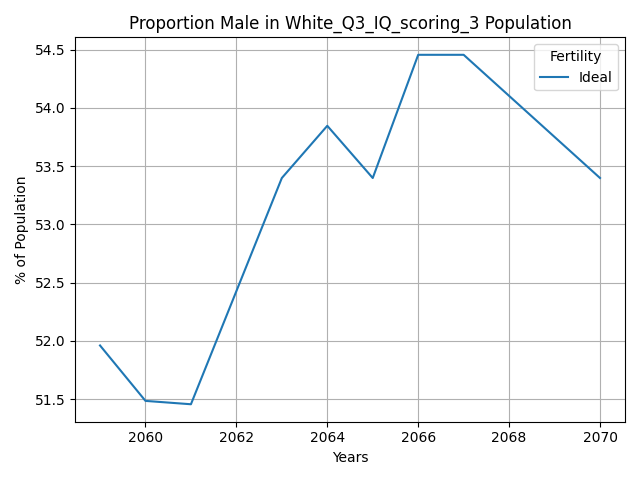 Proportion Male in White_Q3_IQ_scoring_3 Population
Fertility
Ideal
54.5
54.0
53.5
53.0
52.5
52.0
51.5
% of Population
2060 2062 2064 2066 2068 2070
Years